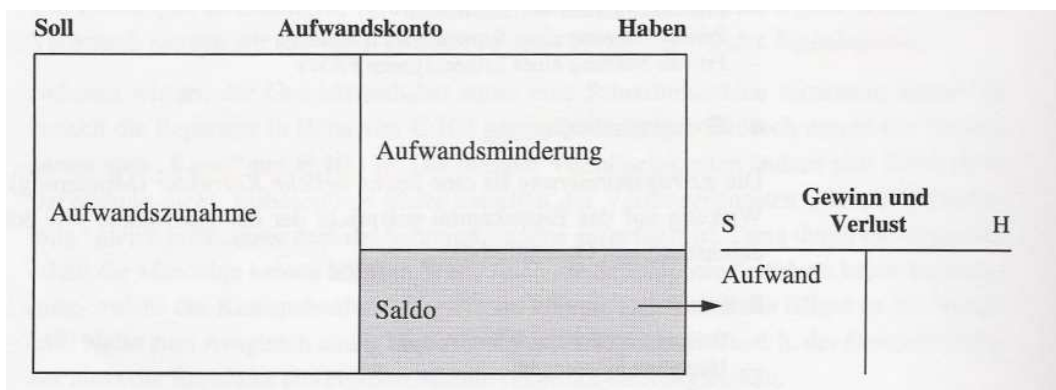 Soll Aufwandskonto Haben
Aufwandsminderung
Aufwandszunahme
Gewinn und
S Verlust H
Aufwand
Saldo